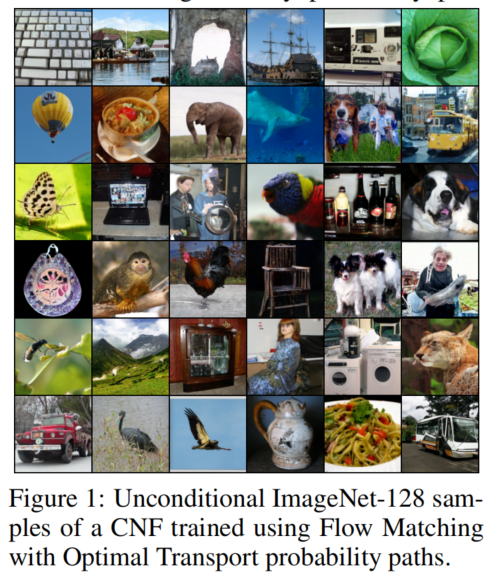 Figure 1: Unconditional ImageNet-128 sam-
ples of a CNF trained using Flow Matching
with Optimal Transport probability paths.